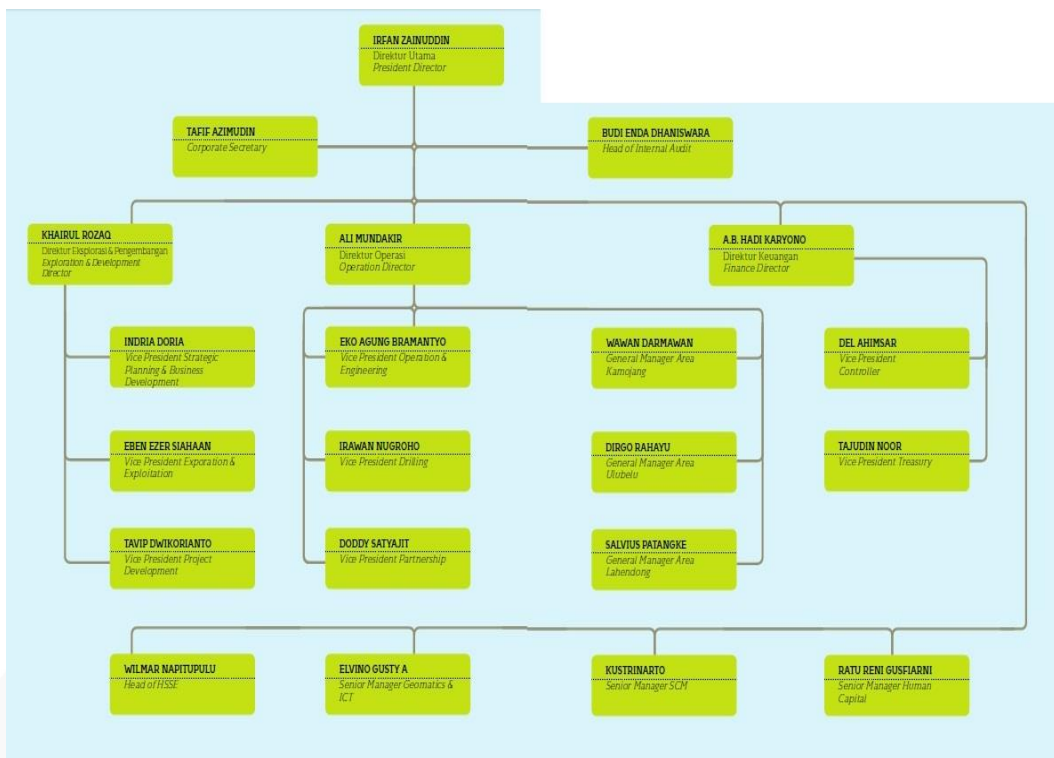 IRFAN ZAINUDDIN
Direktur Utama
President Director
TAFIF AZIMUDIN
Corporate Secretary
BUDI ENDA DHANISWARA
Head of Internal Audit
KHAIRUL ROZAQ
Direktur Eksplorasi & Pengembangan
Exploration & Development
Director
ALI MUNDAKIR
Direktur Operasi
Operation Director
A.B. HADI KARYONO
Direktur Keuangan
Finance Director
INDRIA DORIA
Vice President Strategic
Planning & Business
Development
EKO AGUNG BRAMANTYO
Vice President Operation &
Engineering
WAWAN DARMAWAN
General Manager Area
Kamojang
DEL AHIMSAR
Vice President
Controller
EBEN EZER SIAHAAN
Vice President Exporation &
Exploitation
IRAWAN NUGROHO
Vice President Drilling
DIRGO RAHAYU
General Manager Area
Ulubelu
TAJUDIN NOOR
Vice President Treasury
TAVIP DWIKORIANTO
Vice President Project
Development
DODDY SATYAJIT
Vice President Partnership
SALVIUS PATANGKE
General Manager Area
Lahendong
WILMAR NAPITUPULU
Head of HSSE
ELVINO GUSTY A
Senior Manager Geomatics &
ICT
KUSTRINARTO
Senior Manager SCM
RATU RENI GUSFIARNI
Senior Manager Human
Capital